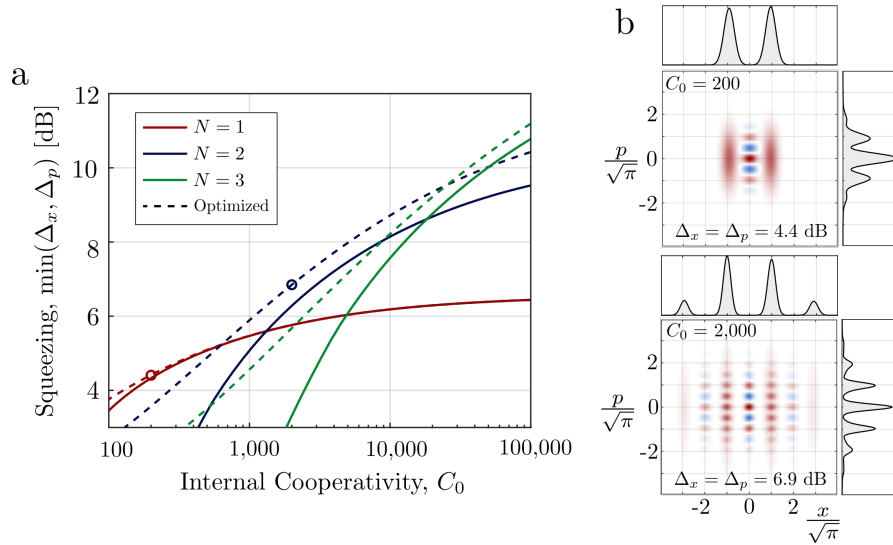 a
Squeezing, min(Δx, Δp) [dB]
12
10
8
6
4
N = 1
N = 2
N = 3
Optimized
100
1,000
10,000
100,000
Internal Cooperativity, C0
b
C0 = 200
p/√π
2
0
-2
Δx = Δp = 4.4 dB
C0 = 2,000
p/√π
2
0
-2
Δx = Δp = 6.9 dB
-2 0 2
x/√π